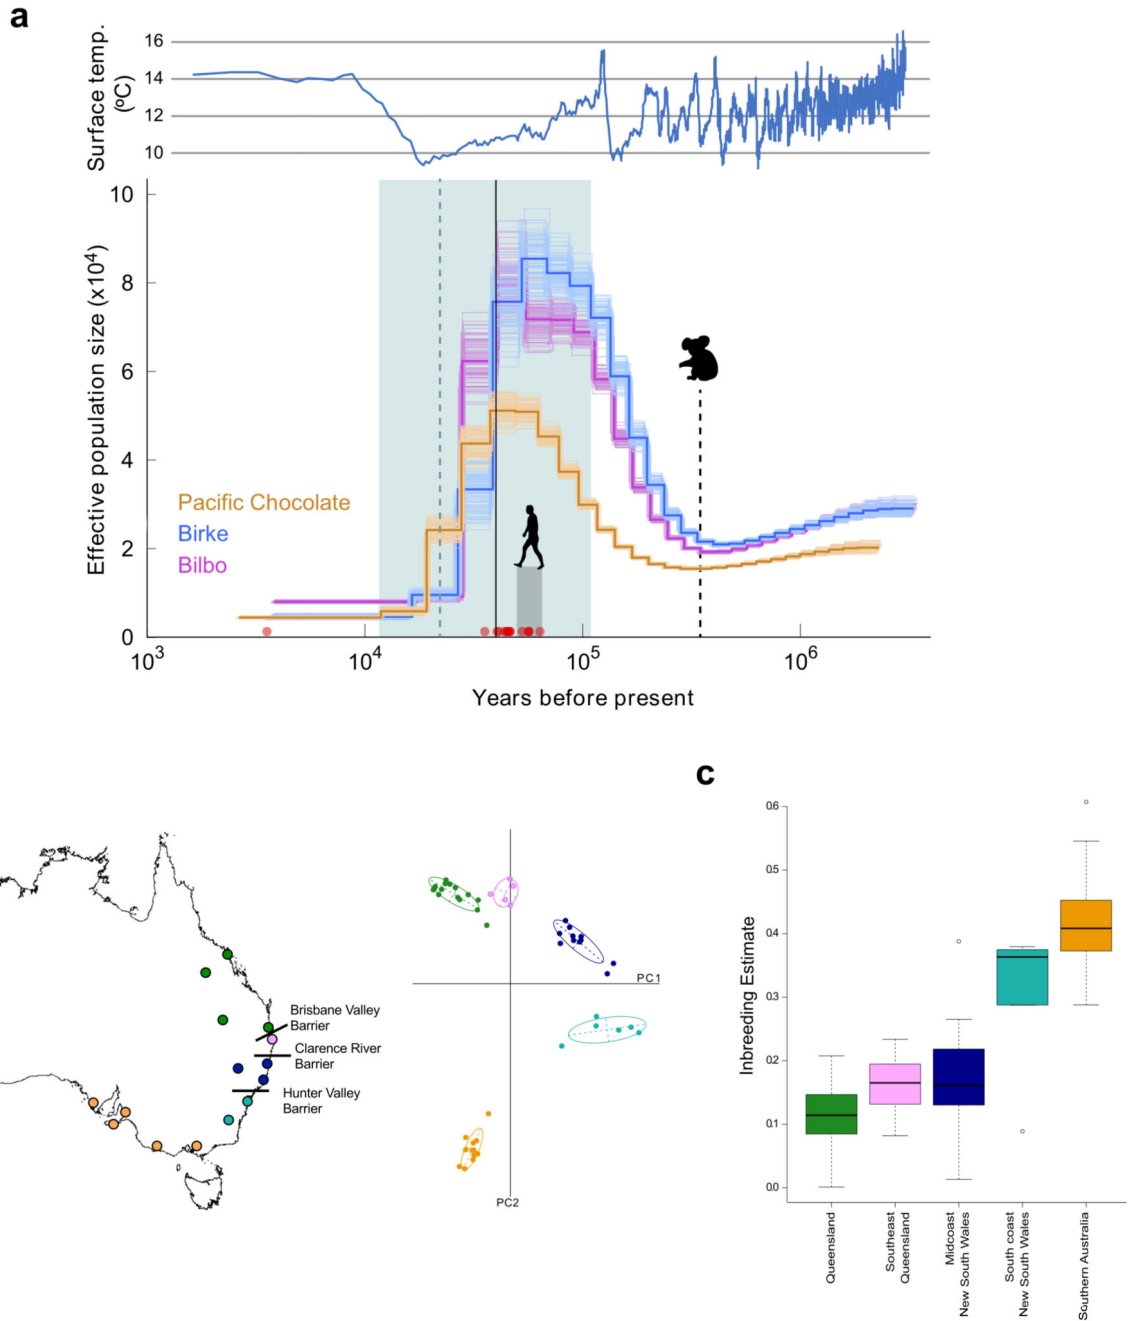 a
Surface temp.
(ºC)
16
14
12
10
Effective population size (x10⁴)
10
8
6
4
2
0
Pacific Chocolate
Birke
Bilbo
10³
10⁴
10⁵
10⁶
Years before present
Brisbane Valley
Barrier
Clarence River
Barrier
Hunter Valley
Barrier
PC1
PC2
c
Inbreeding Estimate
0.6
0.5
0.4
0.3
0.2
0.1
0.0
Queensland
Southeast
Queensland
Midcoast
New South Wales
South coast
New South Wales
Southern Australia